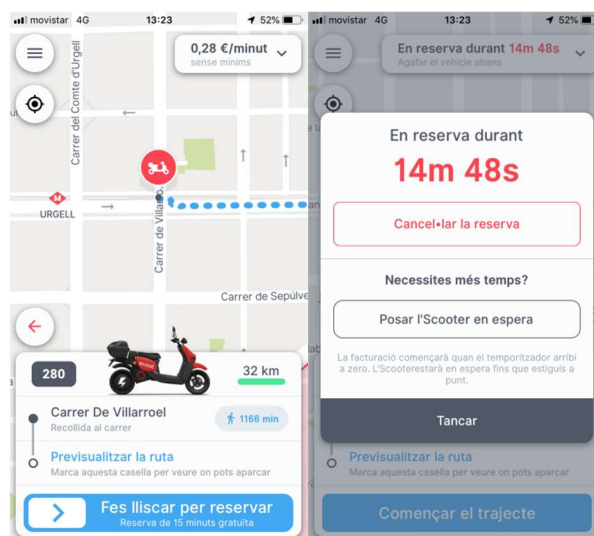 movistar 4G 13:23 52%
0,28 €/minut
sense mínims
Carrer del Comte d'Urgell
M
URGELL
Carrer de Villarro
Carrer de Sepúlve
280
32 km
Carrer De Villarroel
Recollida al carrer
1166 min
Previsualitzar la ruta
Marca aquesta casella per veure on pots aparcar
Fes lliscar per reservar
Reserva de 15 minuts gratuïta
movistar 4G 13:23 52%
En reserva durant 14m 48s
Agafar el vehicle abans
En reserva durant
14m 48s
Cancel•lar la reserva
Necessites més temps?
Posar l'Scooter en espera
La facturació començarà quan el temporitzador arribi
a zero. L'Scooterestarà en espera fins que estiguis a
punt.
Tancar
Previsualitzar la ruta
Marca aquesta casella per veure on pots aparcar
Començar el trajecte